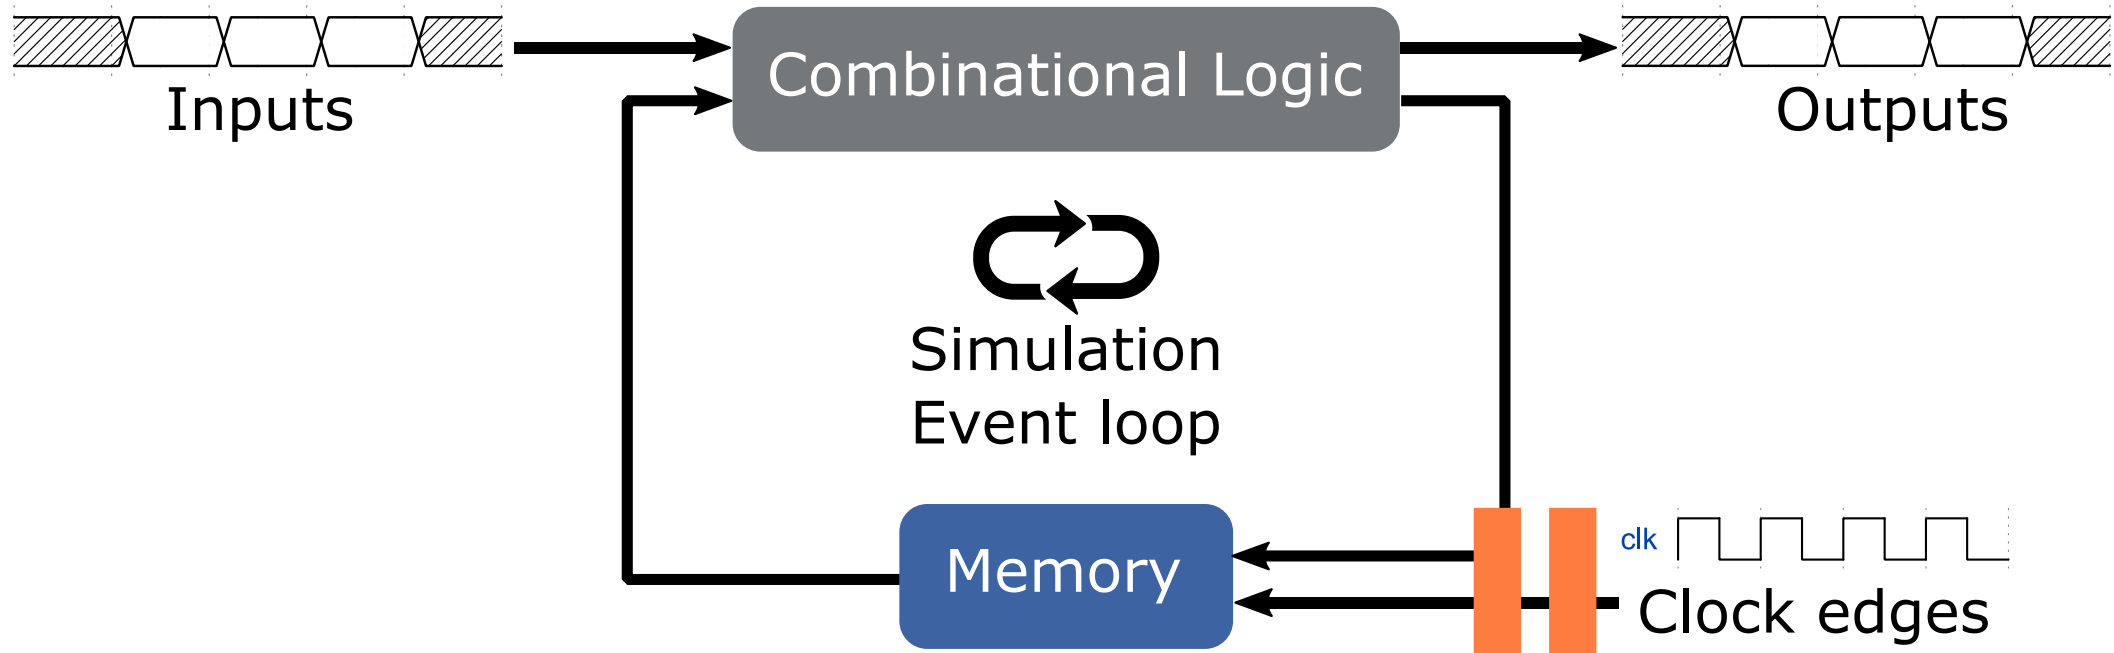 Combinational Logic
Inputs
Outputs
Simulation
Event loop
clk
Memory
Clock edges